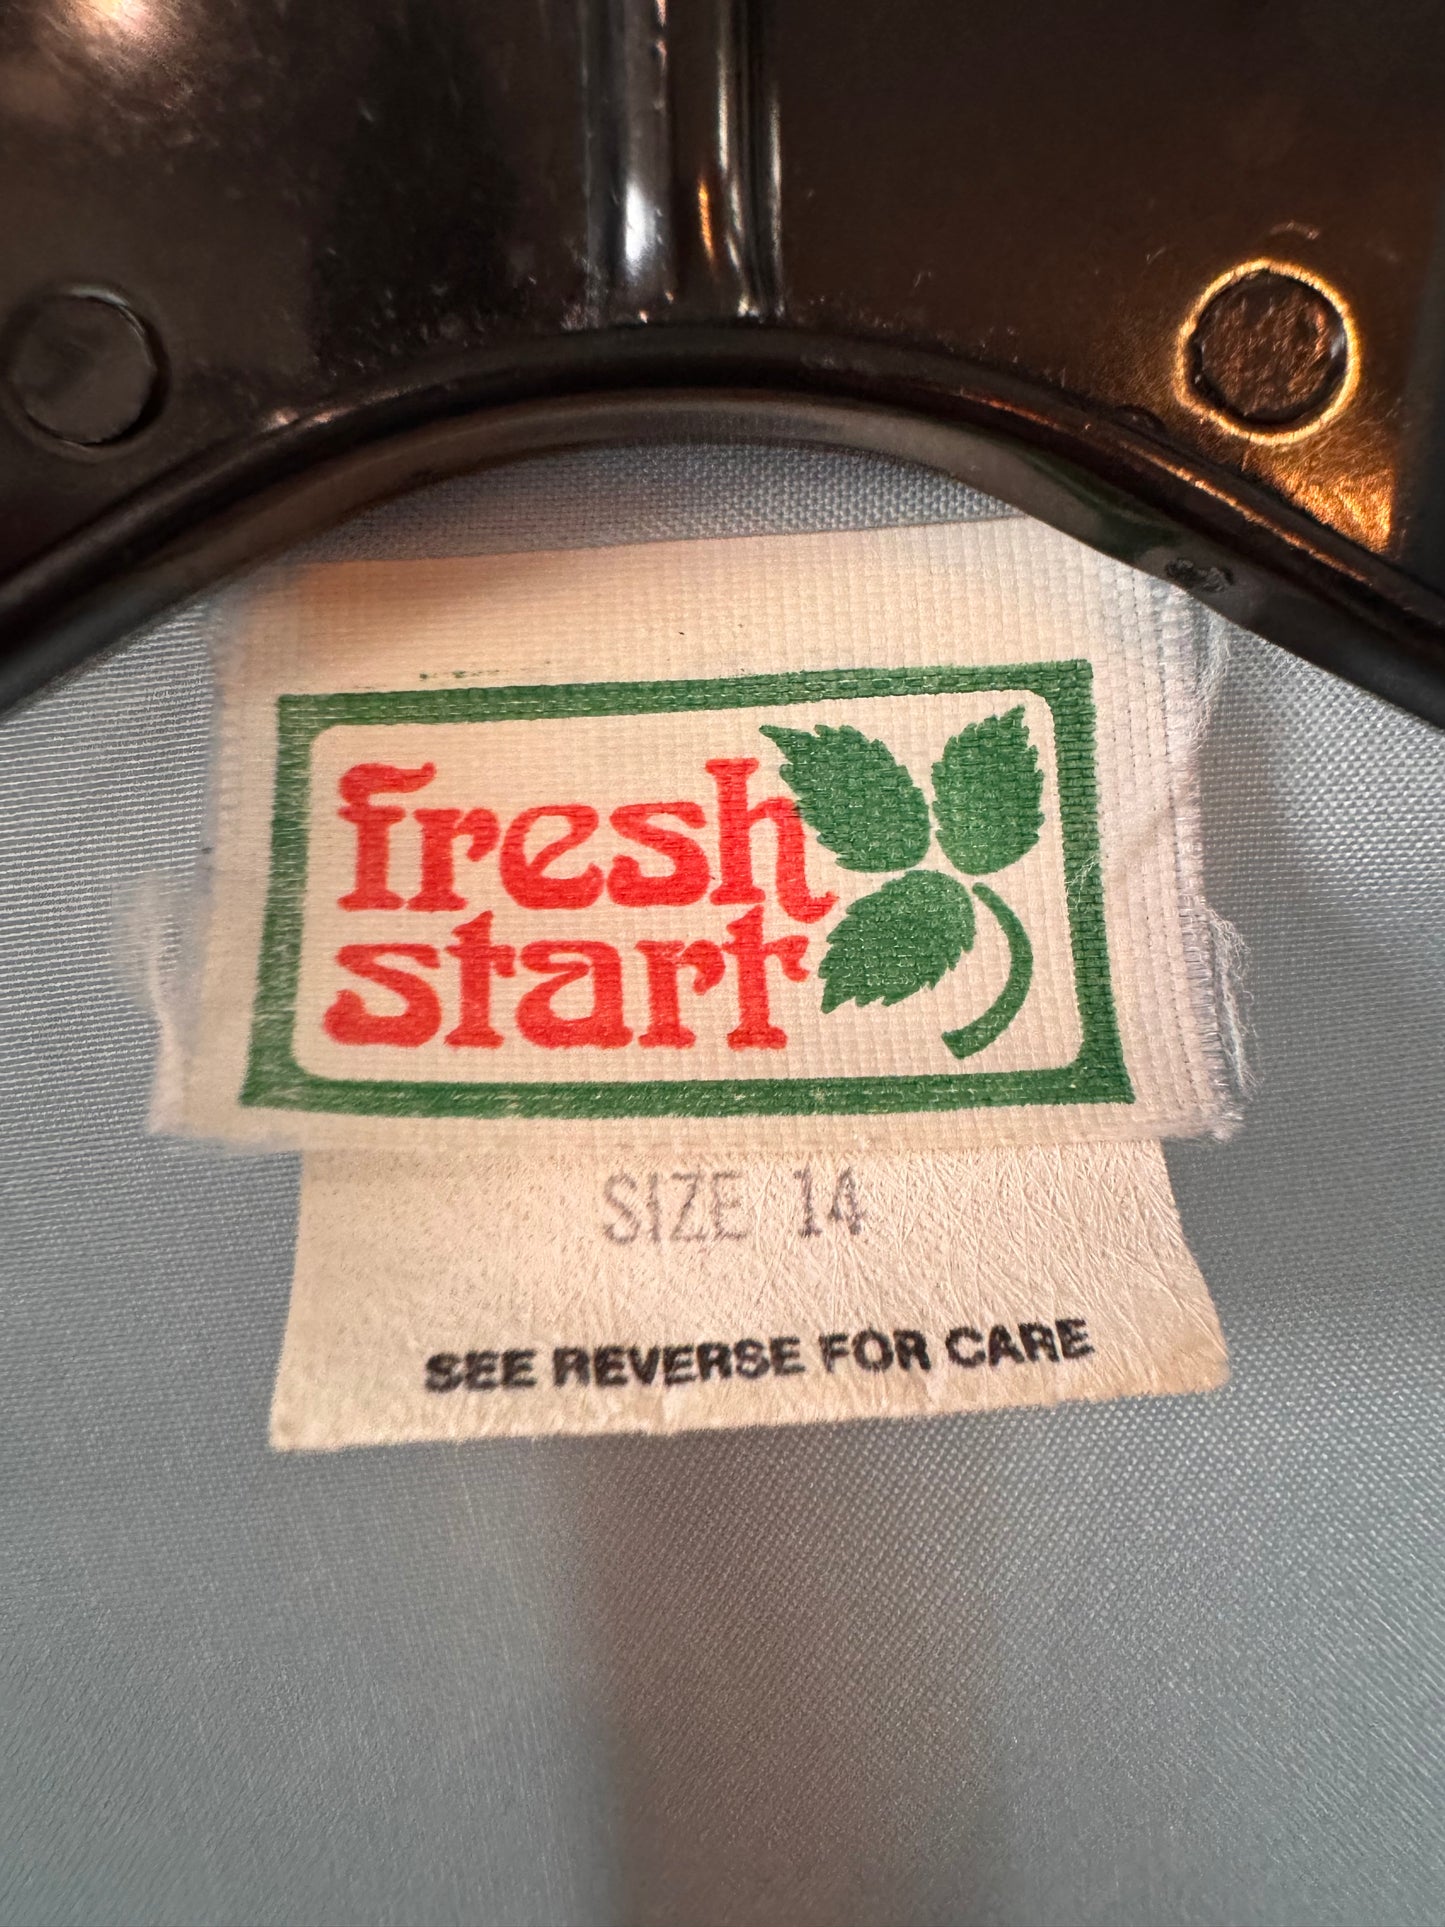 fresh
start
SIZE 14
SEE REVERSE FOR CARE